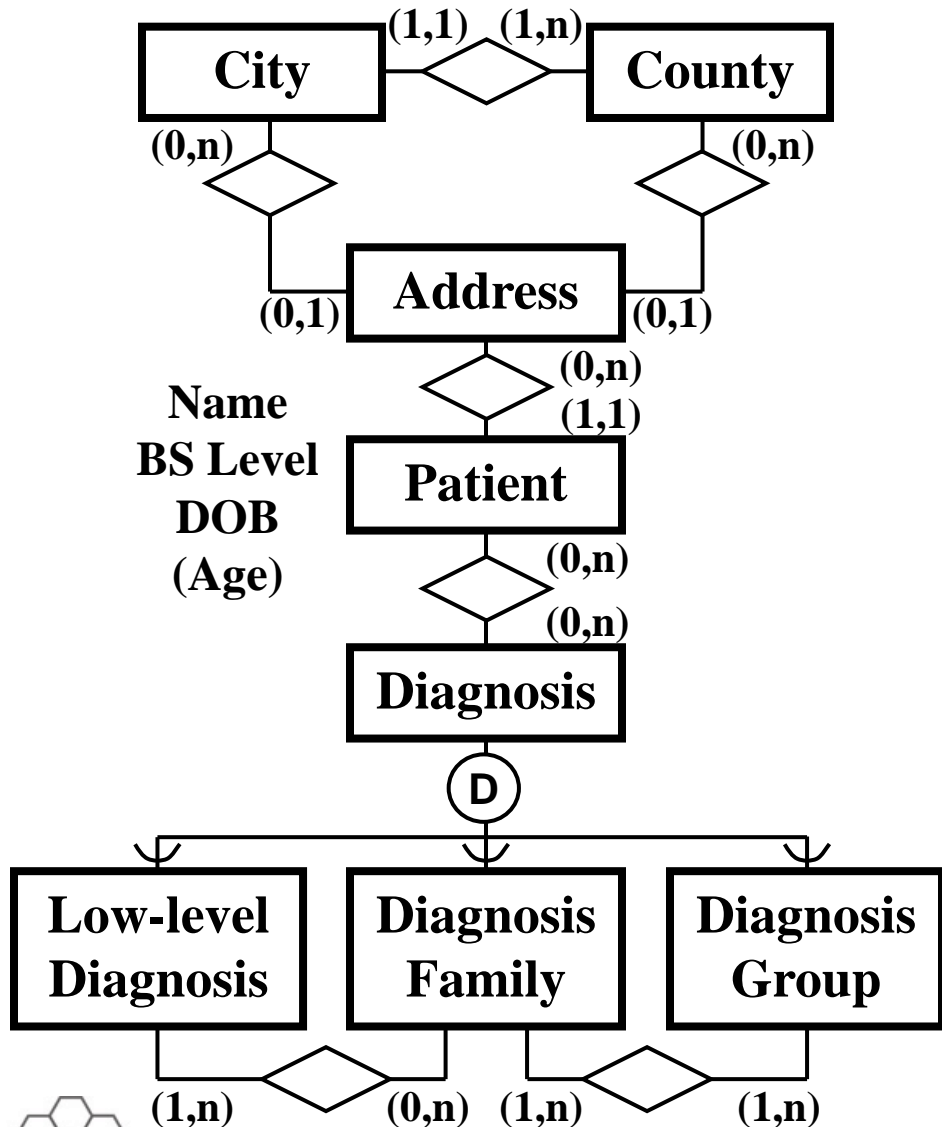 (1,1) (1,n)
City County
(0,n) (0,n)
Address
(0,1) (0,1)
(0,n)
Name
(1,1)
BS Level
Patient
DOB
(0,n)
(Age)
(0,n)
Diagnosis
D
Low-level Diagnosis Diagnosis
Diagnosis Family Group
(1,n) (0,n) (1,n) (1,n)